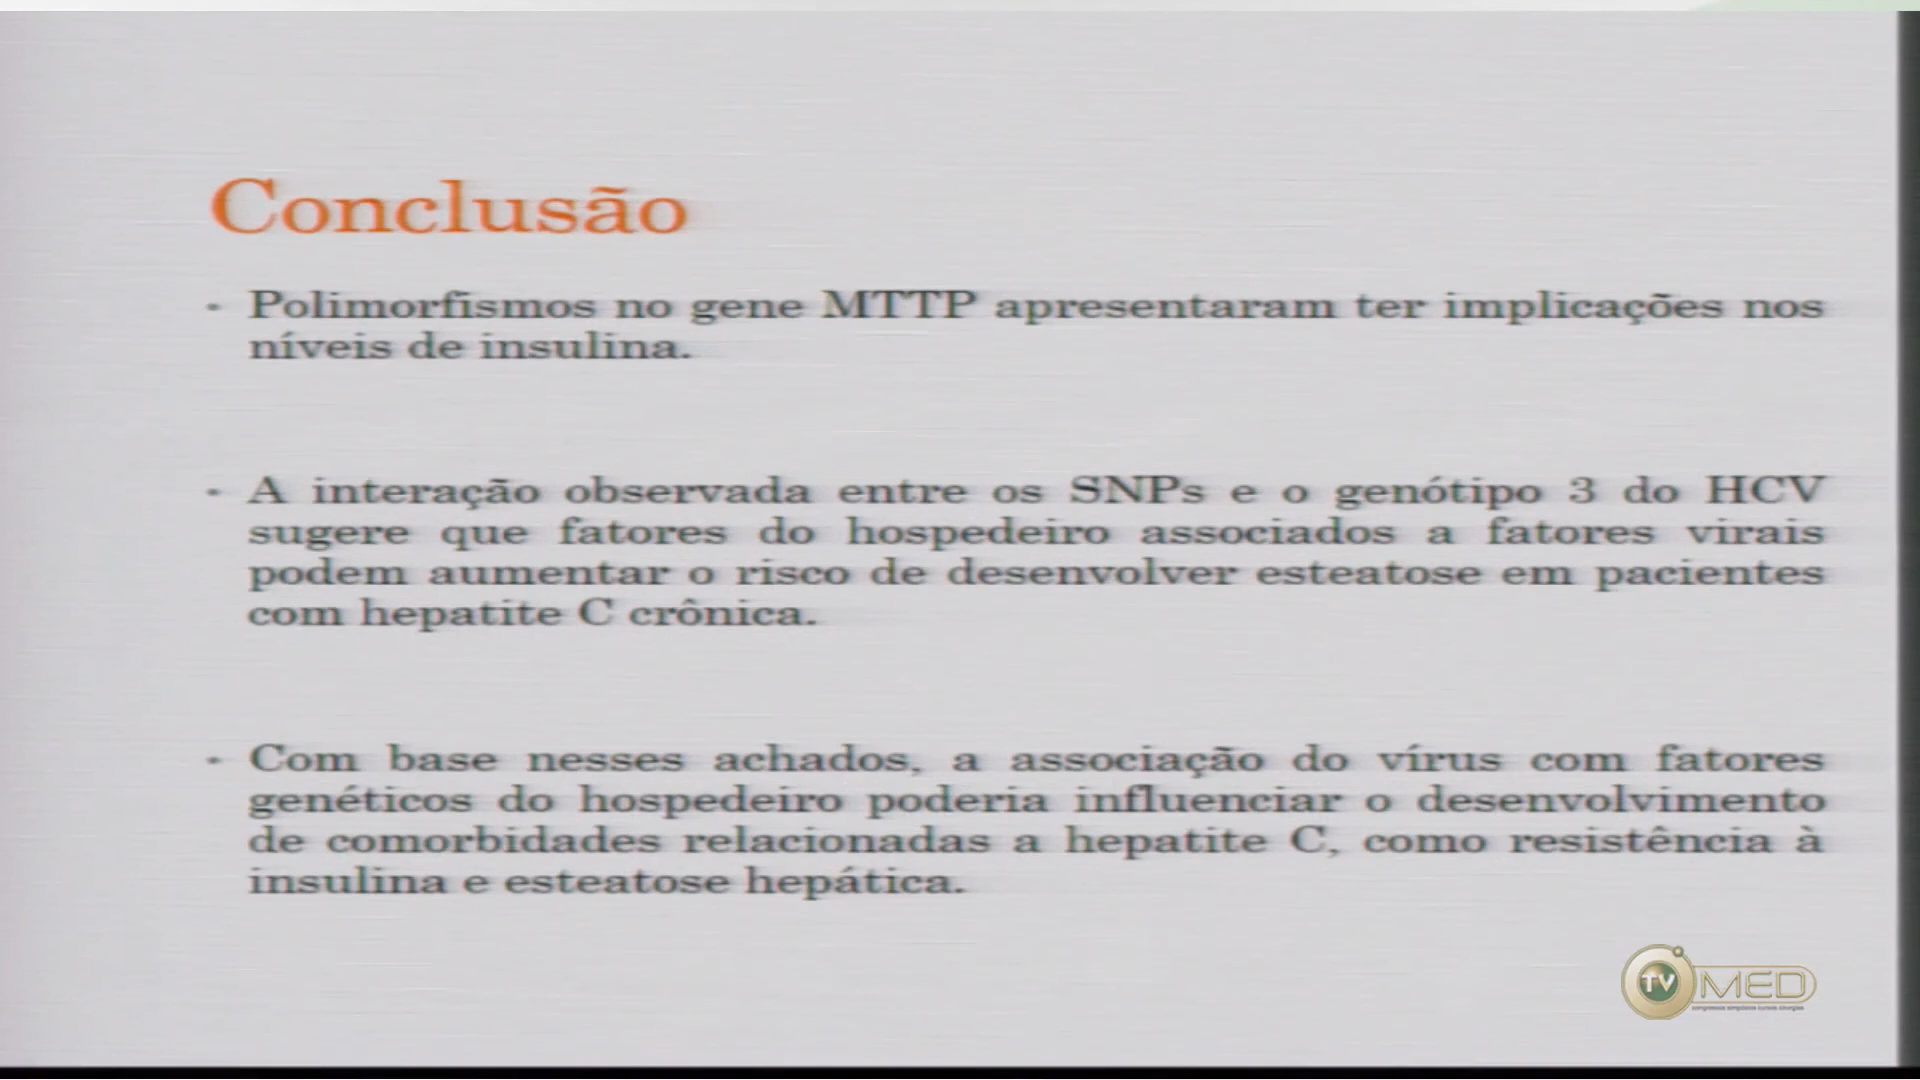 Conclusão
• Polimorfismos no gene MTTP apresentaram ter implicações nos
níveis de insulina.
• A interação observada entre os SNPs e o genótipo 3 do HCV
sugere que fatores do hospedeiro associados a fatores virais
podem aumentar o risco de desenvolver esteatose em pacientes
com hepatite C crônica.
• Com base nesses achados, a associação do vírus com fatores
genéticos do hospedeiro poderia influenciar o desenvolvimento
de comorbidades relacionadas a hepatite C, como resistência à
insulina e esteatose hepática.
TV MED